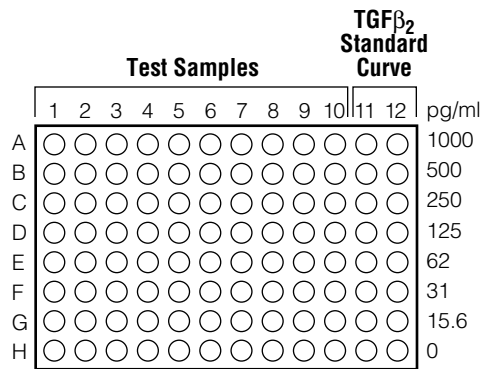 TGFβ₂
Standard
Curve
Test Samples
1 2 3 4 5 6 7 8 9 10 11 12 pg/ml
A 1000
B 500
C 250
D 125
E 62
F 31
G 15.6
H 0